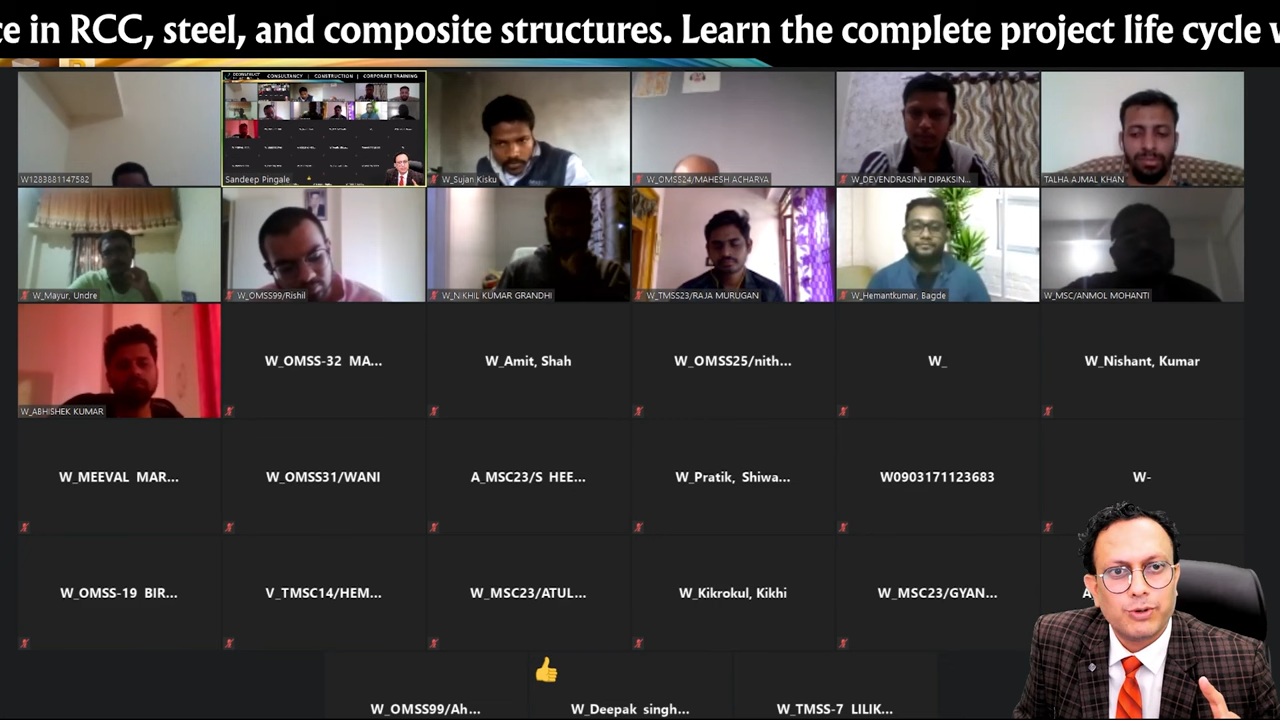 ce in RCC, steel, and composite structures. Learn the complete project life cycle w
CONSULTANCY | CONSTRUCTION | CORPORATE TRAINING
W1283881147582
Sandeep Pingale
W_Sujan Kisku
W_OMSS24/MAHESH ACHARYA
W_DEVENDRASINH DIPAKSIN...
TALHA AJMAL KHAN
W_Mayur, Undre
W_OMSS99/Rishil
W_NIKHIL KUMAR GRANDHI
W_TMSS23/RAJA MURUGAN
W_Hemantkumar, Bagde
W_MSC/ANMOL MOHANTI
W_ABHISHEK KUMAR
W_OMSS-32 MA...
W_Amit, Shah
W_OMSS25/nith...
W_
W_Nishant, Kumar
W_MEEVAL MAR...
W_OMSS31/WANI
A_MSC23/S HEE...
W_Pratik, Shiwa...
W0903171123683
W-
W_OMSS-19 BIR...
V_TMSC14/HEM...
W_MSC23/ATUL...
W_Kikrokul, Kikhi
W_MSC23/GYAN...
W_OMSS99/Ah...
W_Deepak singh...
W_TMSS-7 LILIK...